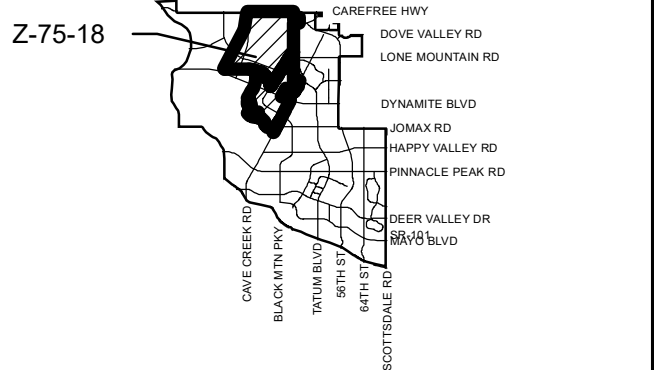 CAREFREE HWY
Z-75-18
DOVE VALLEY RD
LONE MOUNTAIN RD
DYNAMITE BLVD
JOMAX RD
HAPPY VALLEY RD
PINNACLE PEAK RD
DEER VALLEY DR
SR-101
MAYO BLVD
CAVE CREEK RD
BLACK MTN PKY
TATUM BLVD
56TH ST
64TH ST
SCOTTSDALE RD